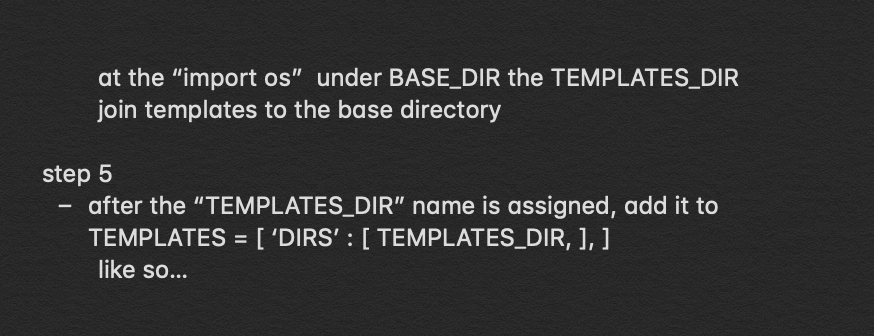 at the “import os”  under BASE_DIR the TEMPLATES_DIR
join templates to the base directory
step 5
– after the “TEMPLATES_DIR” name is assigned, add it to
TEMPLATES = [ ‘DIRS’ : [ TEMPLATES_DIR, ], ]
like so...